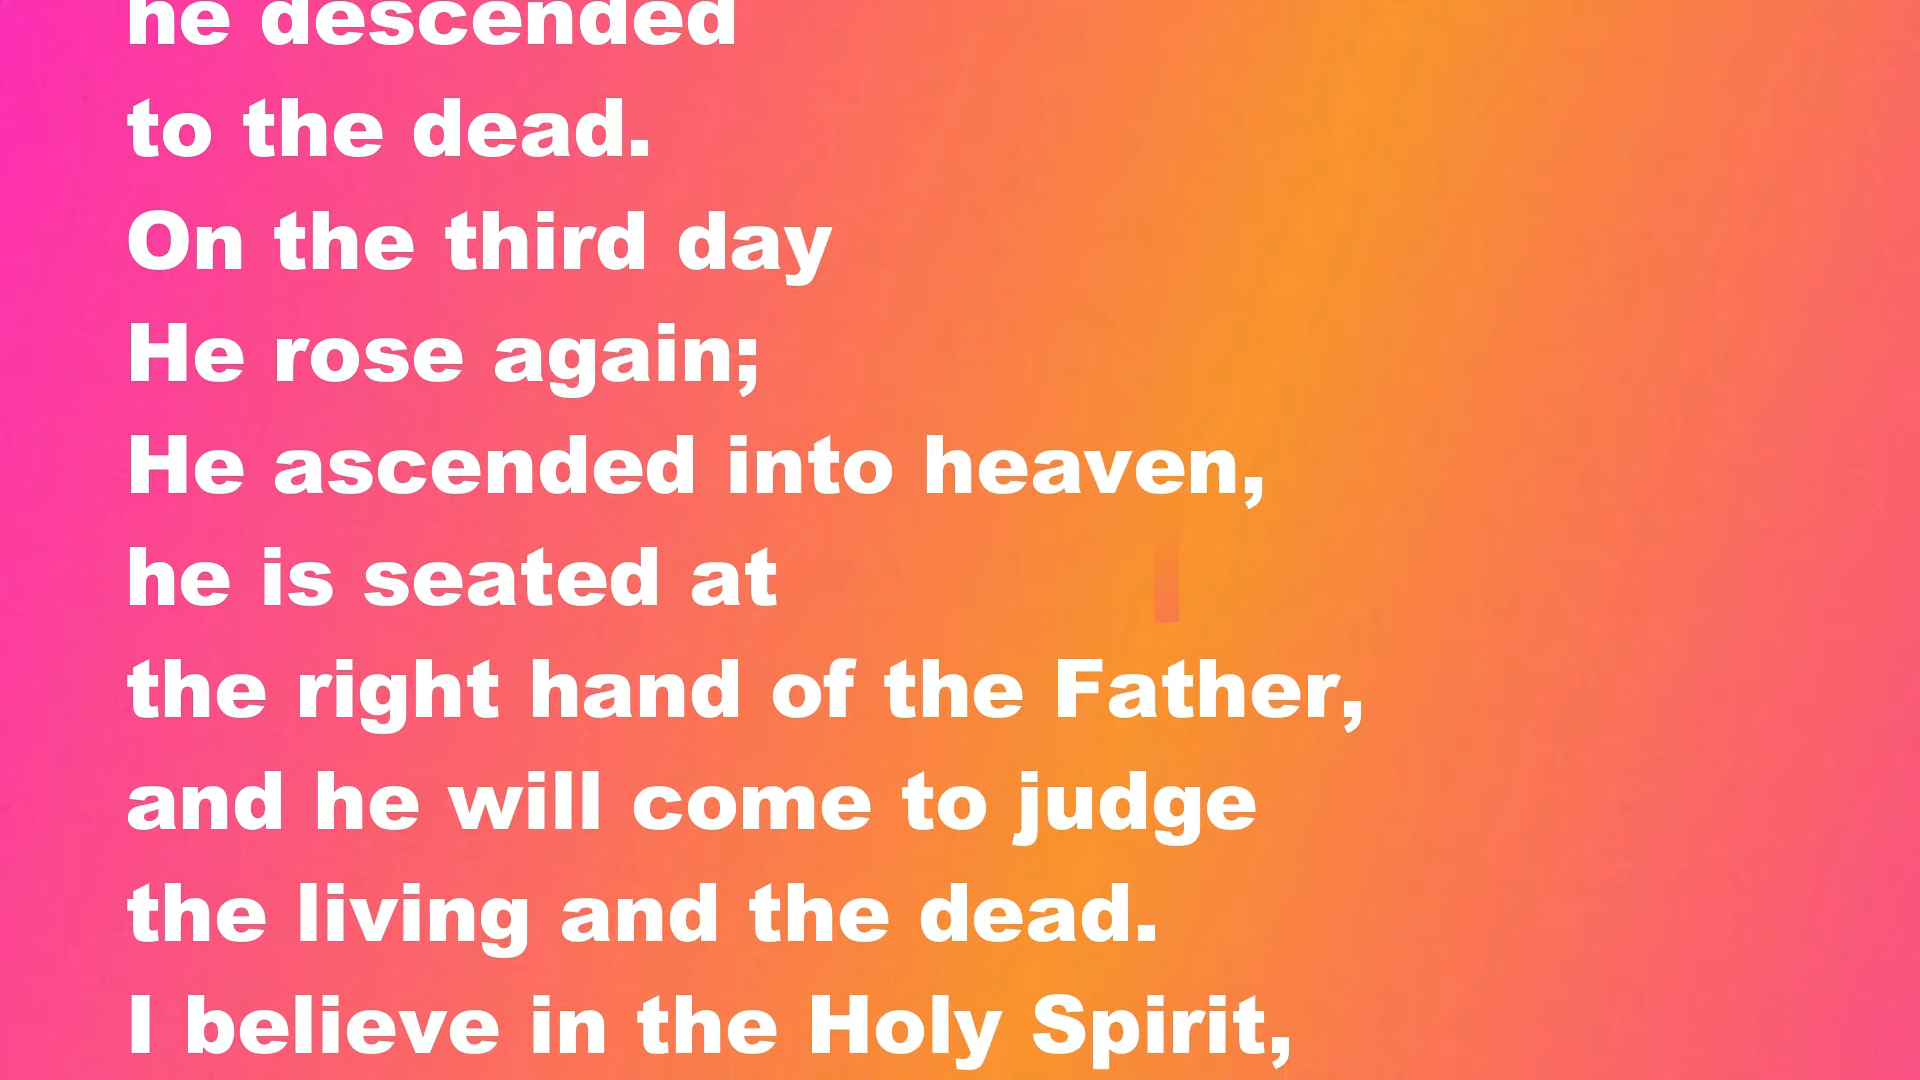 he descended
to the dead.
On the third day
He rose again;
He ascended into heaven,
he is seated at
the right hand of the Father,
and he will come to judge
the living and the dead.
I believe in the Holy Spirit,